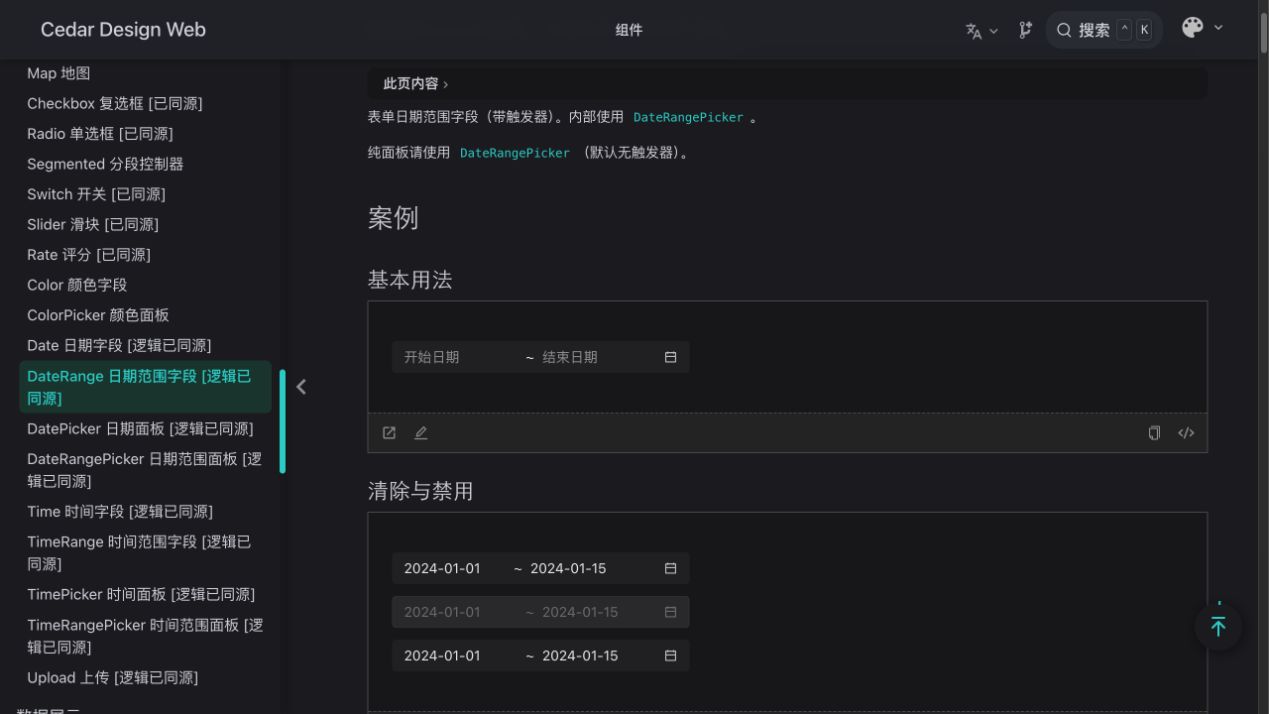 Cedar Design Web
组件
搜索 ^ K
Map 地图
Checkbox 复选框 [已同源]
Radio 单选框 [已同源]
Segmented 分段控制器
Switch 开关 [已同源]
Slider 滑块 [已同源]
Rate 评分 [已同源]
Color 颜色字段
ColorPicker 颜色面板
Date 日期字段 [逻辑已同源]
DateRange 日期范围字段 [逻辑已
同源]
DatePicker 日期面板 [逻辑已同源]
DateRangePicker 日期范围面板 [逻
辑已同源]
Time 时间字段 [逻辑已同源]
TimeRange 时间范围字段 [逻辑已
同源]
TimePicker 时间面板 [逻辑已同源]
TimeRangePicker 时间范围面板 [逻
辑已同源]
Upload 上传 [逻辑已同源]
此页内容 ›
表单日期范围字段（带触发器）。内部使用 DateRangePicker 。
纯面板请使用 DateRangePicker （默认无触发器）。
案例
基本用法
开始日期 ~ 结束日期
清除与禁用
2024-01-01 ~ 2024-01-15
2024-01-01 ~ 2024-01-15
2024-01-01 ~ 2024-01-15